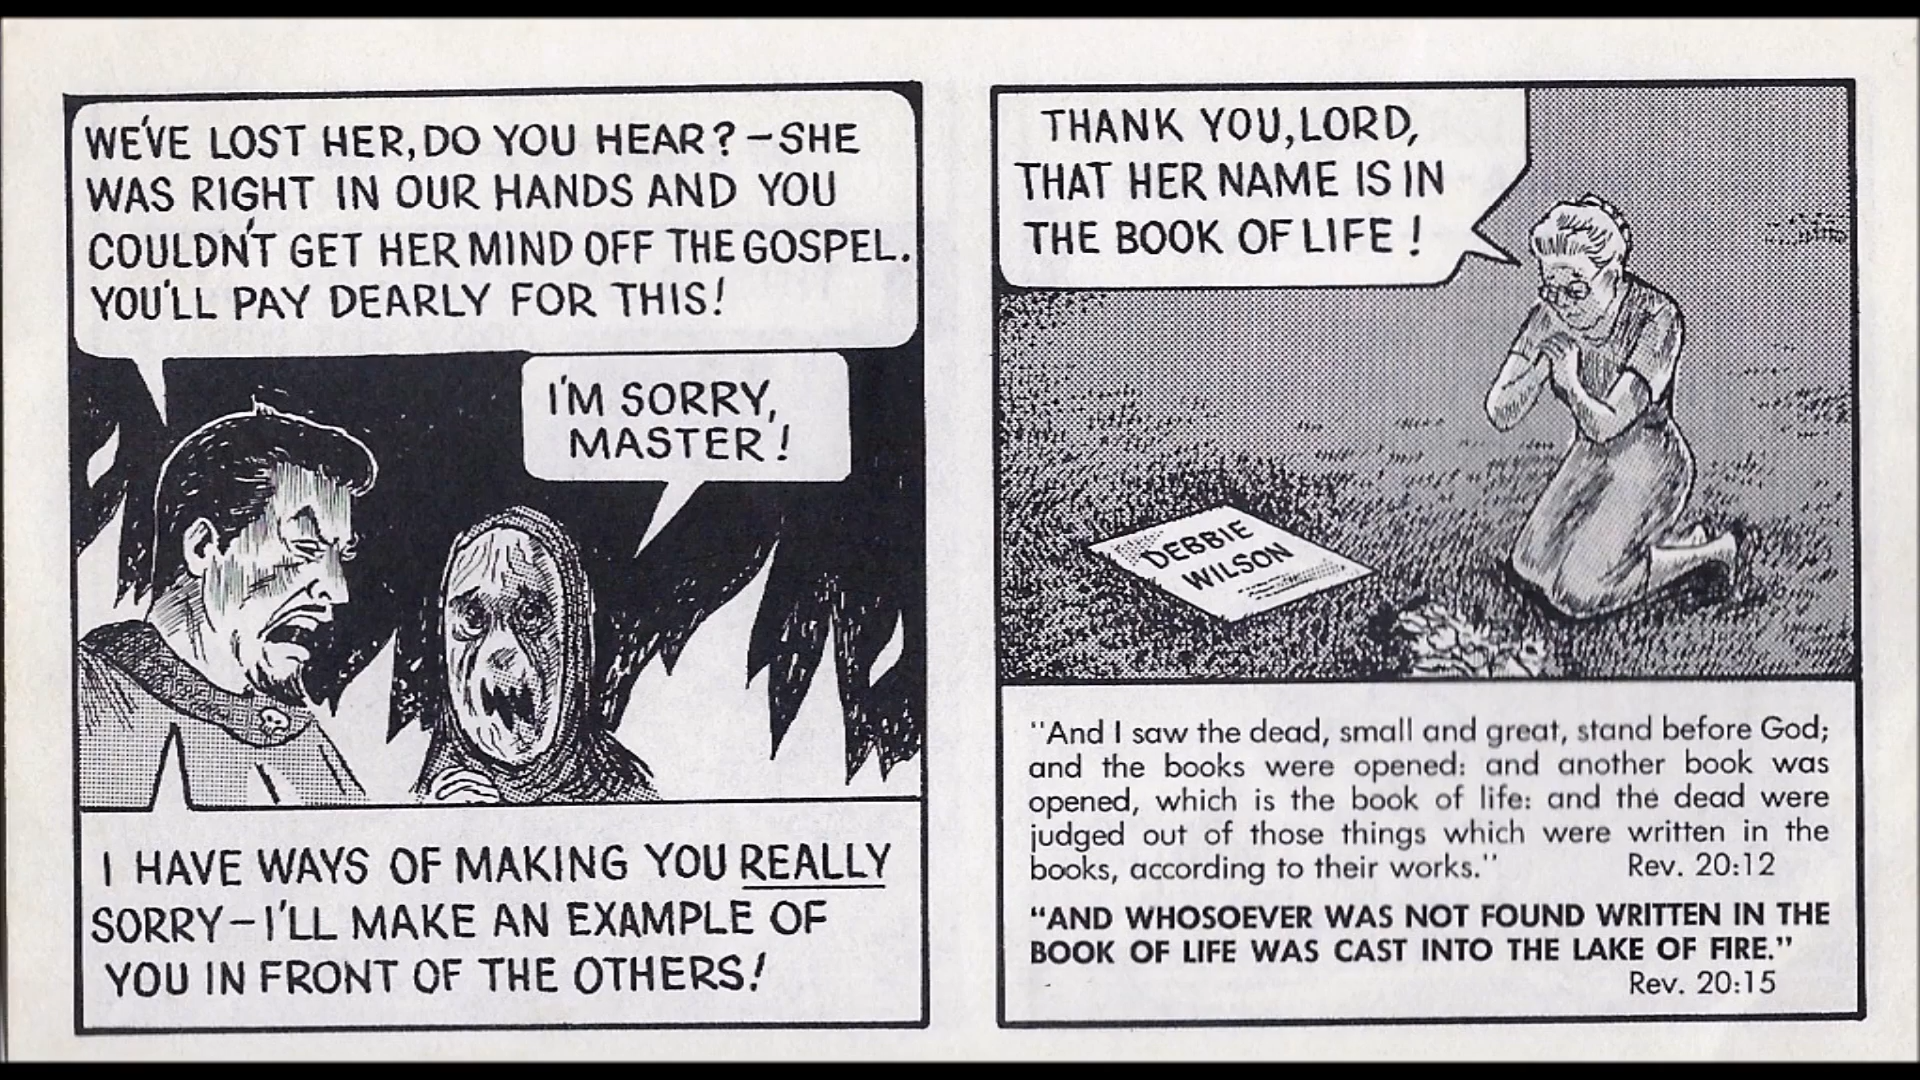 WE'VE LOST HER, DO YOU HEAR? – SHE
WAS RIGHT IN OUR HANDS AND YOU
COULDN'T GET HER MIND OFF THE GOSPEL.
YOU'LL PAY DEARLY FOR THIS!
I'M SORRY,
MASTER!
I HAVE WAYS OF MAKING YOU REALLY
SORRY – I'LL MAKE AN EXAMPLE OF
YOU IN FRONT OF THE OTHERS!
THANK YOU, LORD,
THAT HER NAME IS IN
THE BOOK OF LIFE!
DEBBIE
WILSON
"And I saw the dead, small and great, stand before God;
and the books were opened: and another book was
opened, which is the book of life: and the dead were
judged out of those things which were written in the
books, according to their works." Rev. 20:12
"AND WHOSOEVER WAS NOT FOUND WRITTEN IN THE
BOOK OF LIFE WAS CAST INTO THE LAKE OF FIRE."
Rev. 20:15